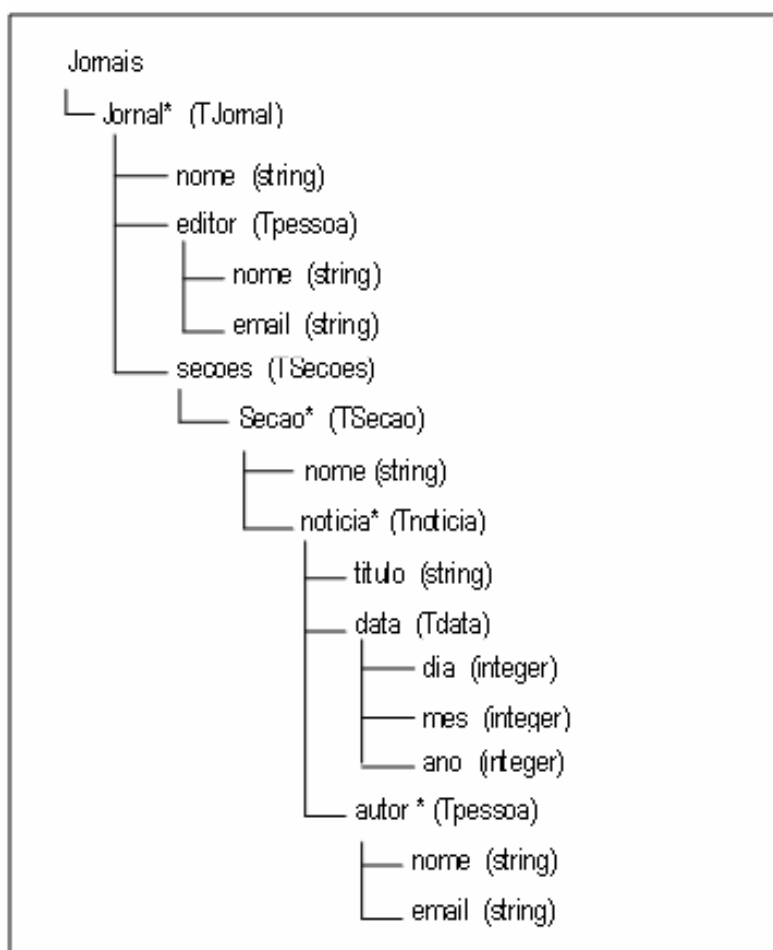 Jornais
Jornal* (TJornal)
nome (string)
editor (Tpessoa)
nome (string)
email (string)
secoes (TSecoes)
Secao* (TSecao)
nome (string)
noticia* (Tnoticia)
titulo (string)
data (Tdata)
dia (integer)
mes (integer)
ano (integer)
autor * (Tpessoa)
nome (string)
email (string)